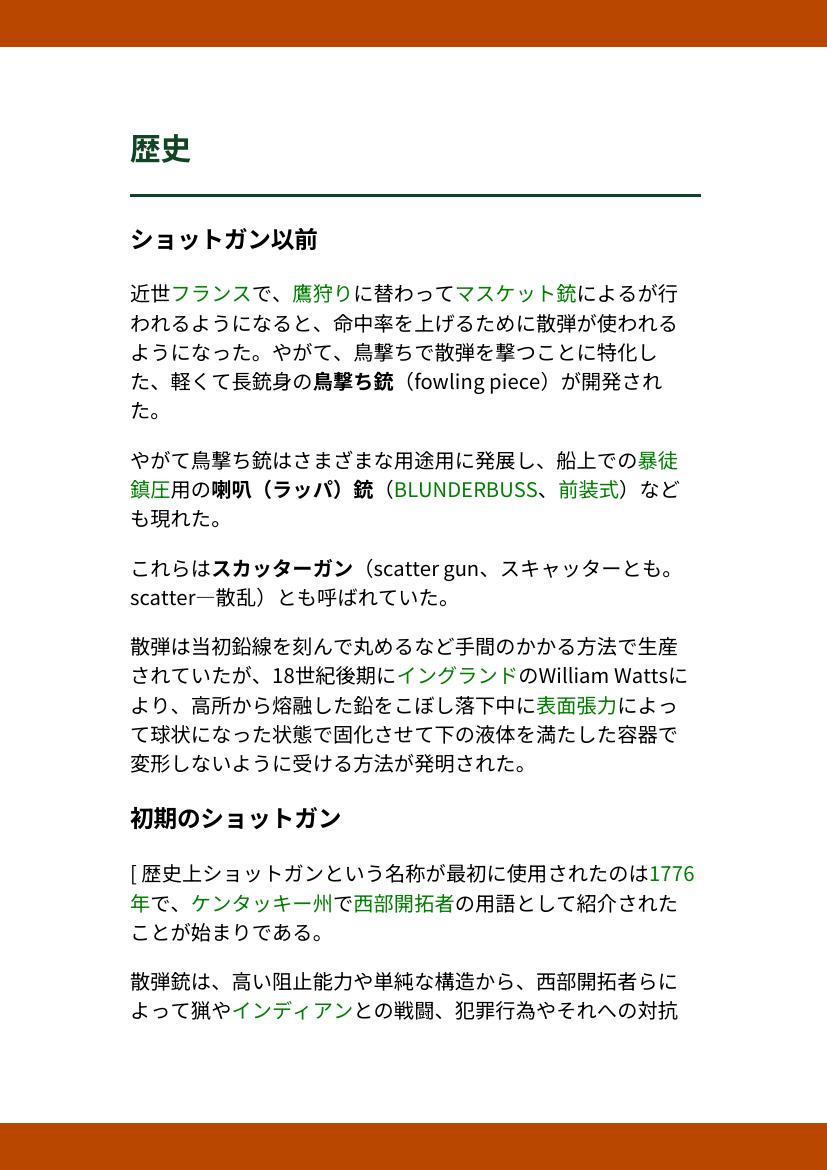 歴史
ショットガン以前
近世フランスで、鷹狩りに替わってマスケット銃によるが行
われるようになると、命中率を上げるために散弾が使われる
ようになった。やがて、鳥撃ちで散弾を撃つことに特化し
た、軽くて長銃身の鳥撃ち銃（fowling piece）が開発され
た。
やがて鳥撃ち銃はさまざまな用途用に発展し、船上での暴徒
鎮圧用の喇叭（ラッパ）銃（BLUNDERBUSS、前装式）など
も現れた。
これらはスカッターガン（scatter gun、スキャッターとも。
scatter―散乱）とも呼ばれていた。
散弾は当初鉛線を刻んで丸めるなど手間のかかる方法で生産
されていたが、18世紀後期にイングランドのWilliam Wattsに
より、高所から熔融した鉛をこぼし落下中に表面張力によっ
て球状になった状態で固化させて下の液体を満たした容器で
変形しないように受ける方法が発明された。
初期のショットガン
[ 歴史上ショットガンという名称が最初に使用されたのは1776
年で、ケンタッキー州で西部開拓者の用語として紹介された
ことが始まりである。
散弾銃は、高い阻止能力や単純な構造から、西部開拓者らに
よって猟やインディアンとの戦闘、犯罪行為やそれへの対抗